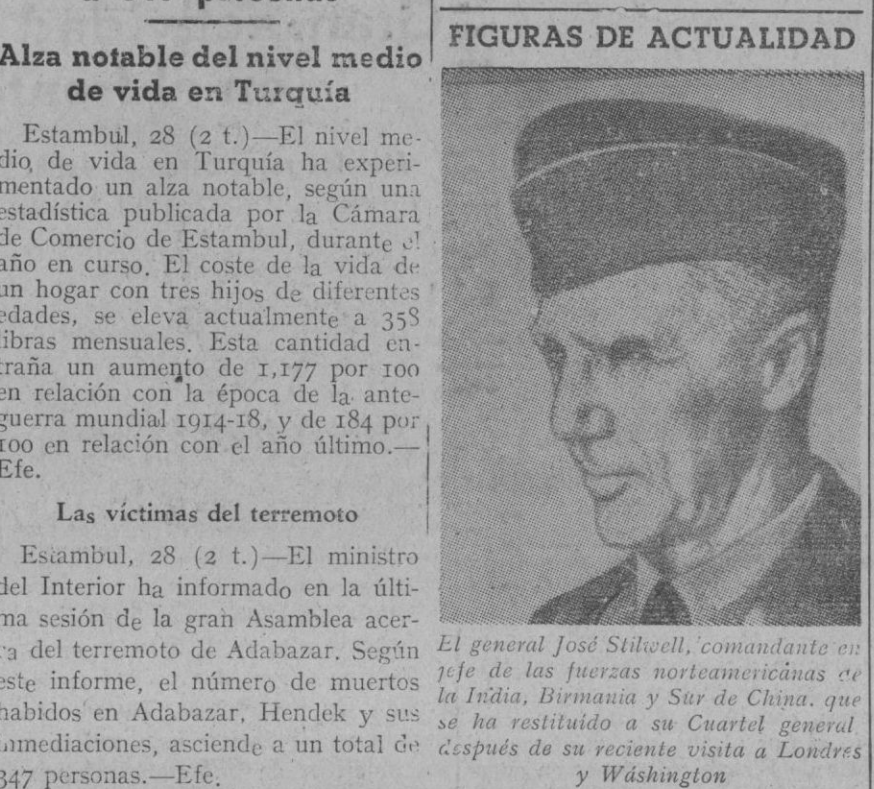 Alza notable del nivel medio
de vida en Turquía
Estambul, 28 (2 t.)—El nivel me-
dio, de vida en Turquía ha experi-
mentado un alza notable, según una
estadística publicada por la Cámara
de Comercio de Estambul, durante el
año en curso. El coste de la vida de
un hogar con tres hijos de diferentes
edades, se eleva actualmente a 358
libras mensuales. Esta cantidad en-
traña un aumento de 1,177 por 100
en relación con la época de la ante-
guerra mundial 1914-18, y de 184 por
100 en relación con el año último.—
Efe.
Las víctimas del terremoto
Estambul, 28 (2 t.)—El ministro
del Interior ha informado en la últi-
ma sesión de la gran Asamblea acer-
ca del terremoto de Adabazar. Según
este informe, el número de muertos
habidos en Adabazar, Hendek y sus
inmediaciones, asciende a un total de
347 personas.—Efe.
FIGURAS DE ACTUALIDAD
El general José Stilwell, comandante en
jefe de las fuerzas norteamericanas de
la India, Birmania y Sur de China, que
se ha restituído a su Cuartel general
después de su reciente visita a Londres
y Wáshington